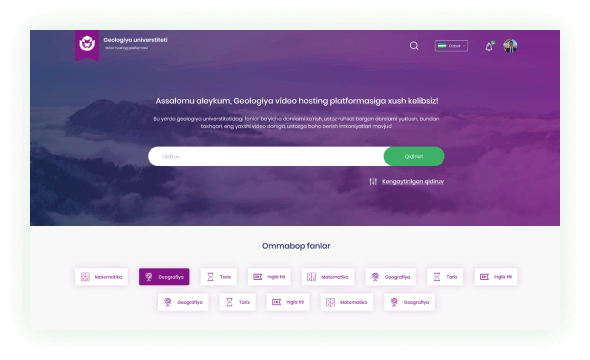 Geologiya universtiteti
video hosting platformasi
O'zbek
Assalomu aleykum, Geologiya video hosting platformasiga xush kelibsiz!
Bu yerda geologiya universitetidagi fanlar bo'yicha darslarni ko'rish, ustoz ruhsat bergan darslarni yuklash, bundan
tashqari, eng yaxshi video darsga, ustozga baho berish imkoniyatlari mavjud
Qidiruv
Qidirish
Kengaytirilgan qidiruv
Ommabop fanlar
Matematika Geografiya Tarix Ingliz tili Matematika Geografiya Tarix Ingliz tili
Geografiya Tarix Ingliz tili Matematika Geografiya